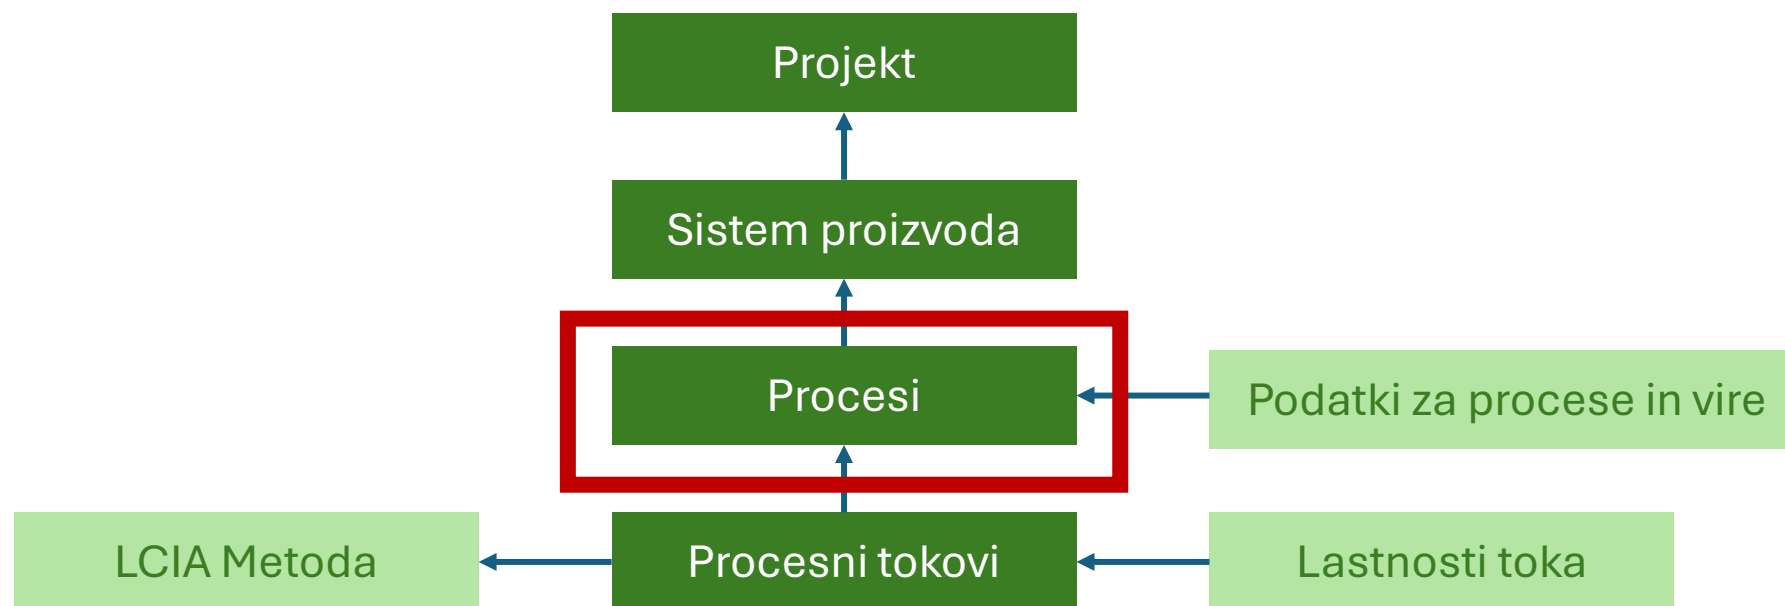 Projekt
Sistem proizvoda
Procesi
Podatki za procese in vire
LCIA Metoda
Procesni tokovi
Lastnosti toka